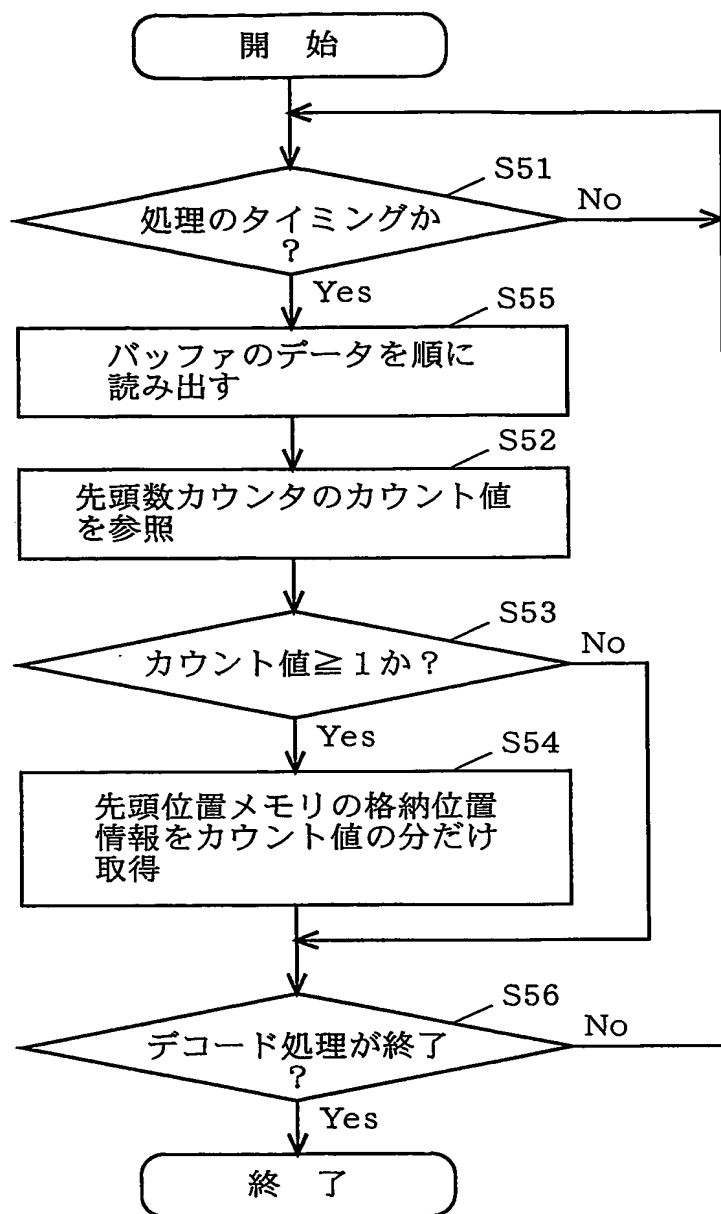 開 始
S51
処理のタイミングか
?
No
Yes
S55
バッファのデータを順に
読み出す
S52
先頭数カウンタのカウント値
を参照
S53
カウント値≧1か?
No
Yes
S54
先頭位置メモリの格納位置
情報をカウント値の分だけ
取得
S56
デコード処理が終了
?
No
Yes
終 了